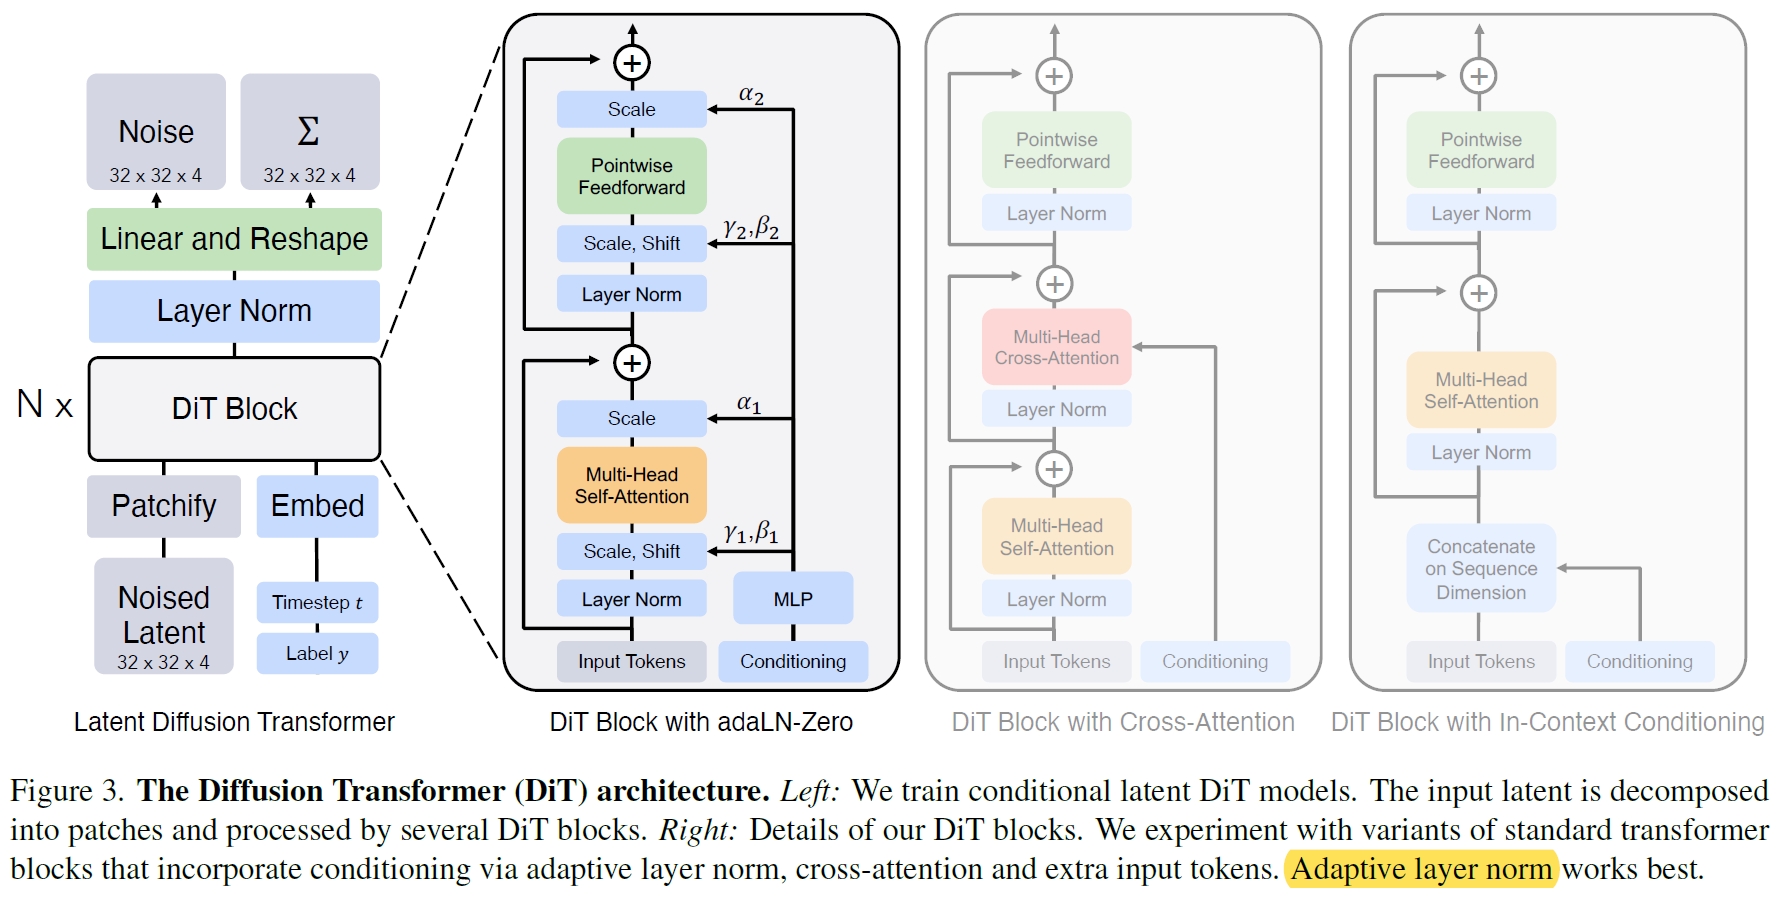 Noise
32 x 32 x 4
Σ
32 x 32 x 4
Linear and Reshape
Layer Norm
N x
DiT Block
Patchify
Embed
Noised
Latent
32 x 32 x 4
Timestep t
Label y
Latent Diffusion Transformer
+
Scale
α₂
Pointwise
Feedforward
γ₂,β₂
Scale, Shift
Layer Norm
+
Scale
α₁
Multi-Head
Self-Attention
γ₁,β₁
Scale, Shift
Layer Norm
MLP
Input Tokens
Conditioning
DiT Block with adaLN-Zero
+
Pointwise
Feedforward
Layer Norm
+
Multi-Head
Cross-Attention
Layer Norm
+
Multi-Head
Self-Attention
Layer Norm
Input Tokens
Conditioning
DiT Block with Cross-Attention
+
Pointwise
Feedforward
Layer Norm
+
Multi-Head
Self-Attention
Layer Norm
Concatenate
on Sequence
Dimension
Input Tokens
Conditioning
DiT Block with In-Context Conditioning
Figure 3. The Diffusion Transformer (DiT) architecture. Left: We train conditional latent DiT models. The input latent is decomposed
into patches and processed by several DiT blocks. Right: Details of our DiT blocks. We experiment with variants of standard transformer
blocks that incorporate conditioning via adaptive layer norm, cross-attention and extra input tokens. Adaptive layer norm works best.